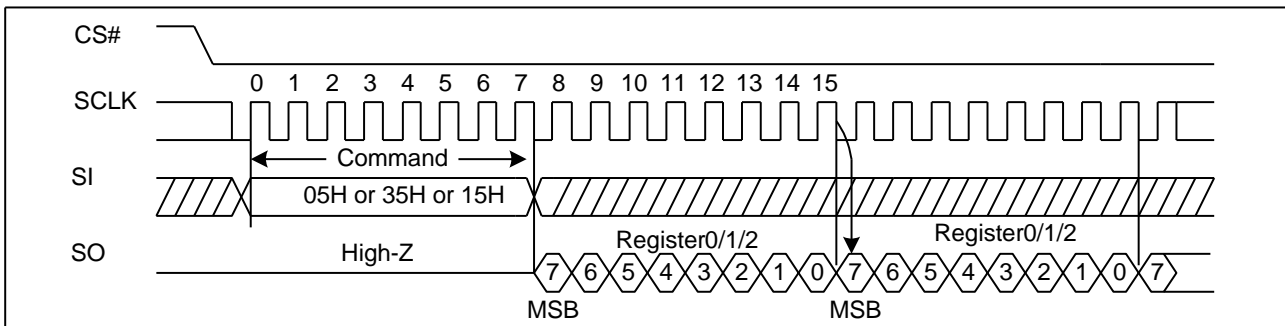 CS#
0 1 2 3 4 5 6 7 8 9 10 11 12 13 14 15
SCLK
Command
SI
05H or 35H or 15H
Register0/1/2 Register0/1/2
SO
High-Z
7 6 5 4 3 2 1 0 7 6 5 4 3 2 1 0 7
MSB MSB